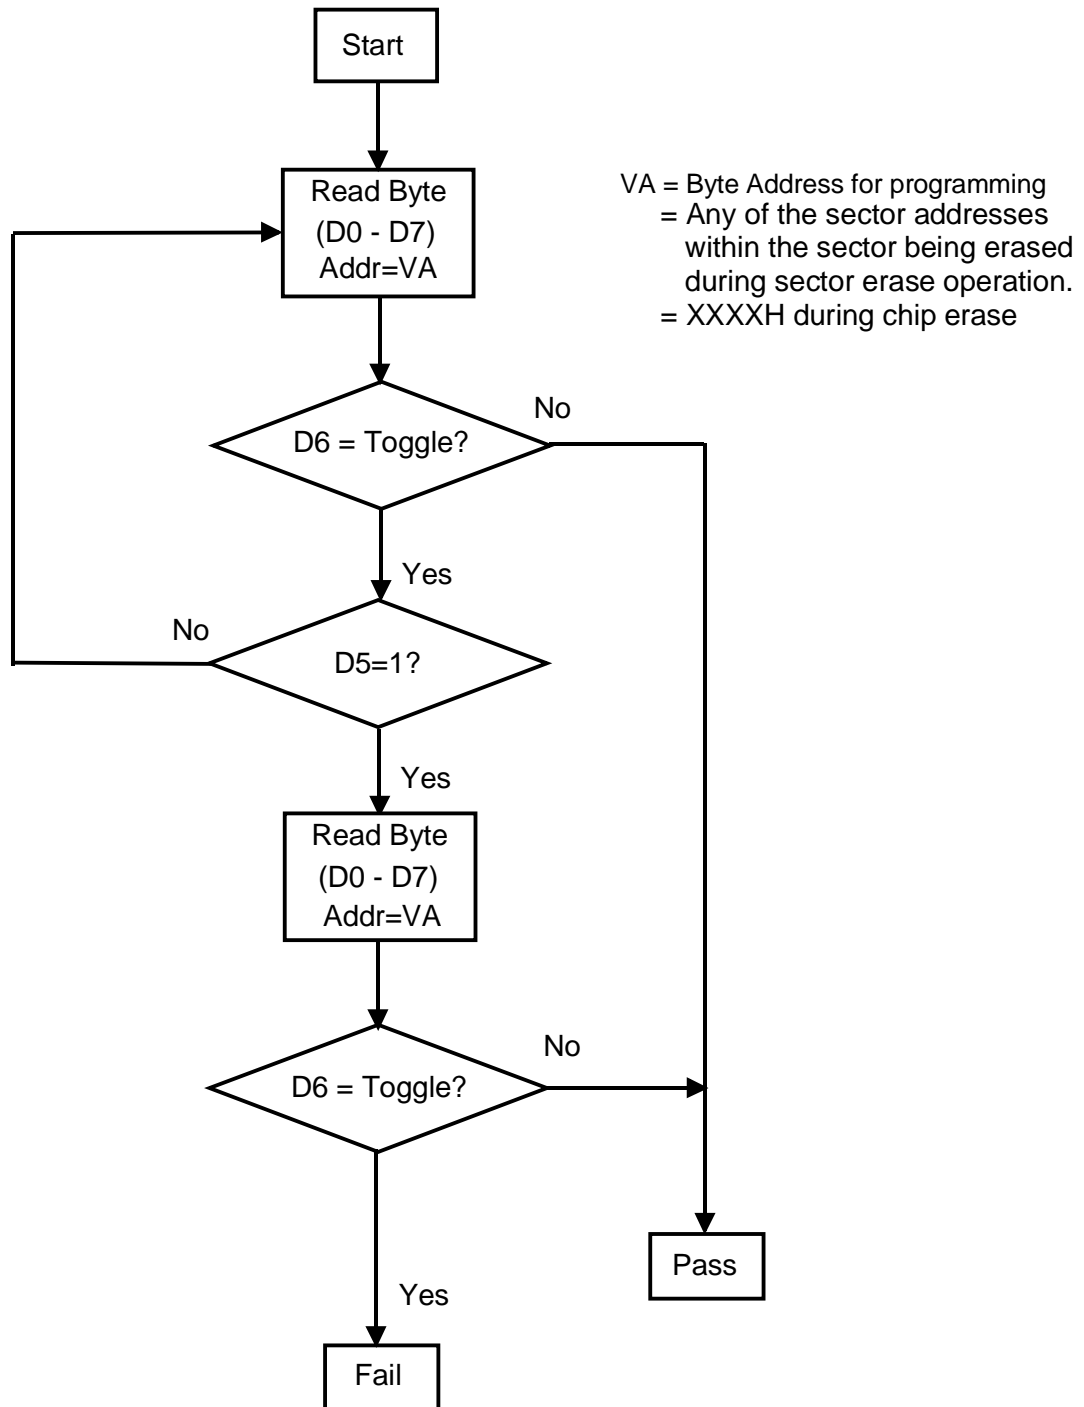 Start
Read Byte
(D0 - D7)
Addr=VA
VA = Byte Address for programming
= Any of the sector addresses
within the sector being erased
during sector erase operation.
= XXXXH during chip erase
No
D6 = Toggle?
Yes
No
D5=1?
Yes
Read Byte
(D0 - D7)
Addr=VA
No
D6 = Toggle?
Pass
Yes
Fail